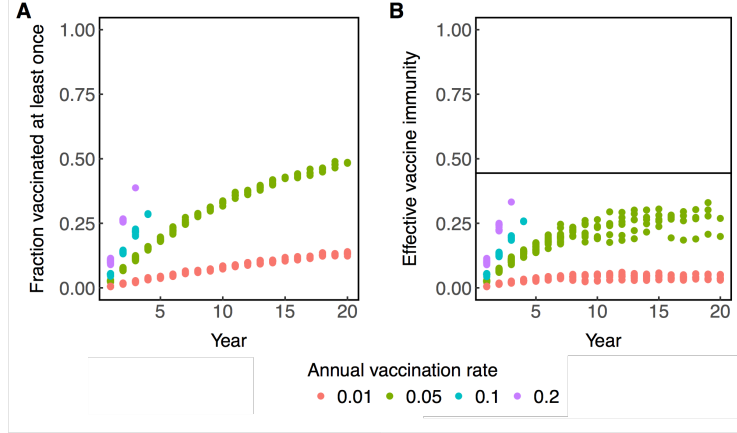 A
Fraction vaccinated at least once
1.00
0.75
0.50
0.25
0.00
5
10
15
20
Year
B
Effective vaccine immunity
1.00
0.75
0.50
0.25
0.00
5
10
15
20
Year
Annual vaccination rate
0.01 0.05 0.1 0.2